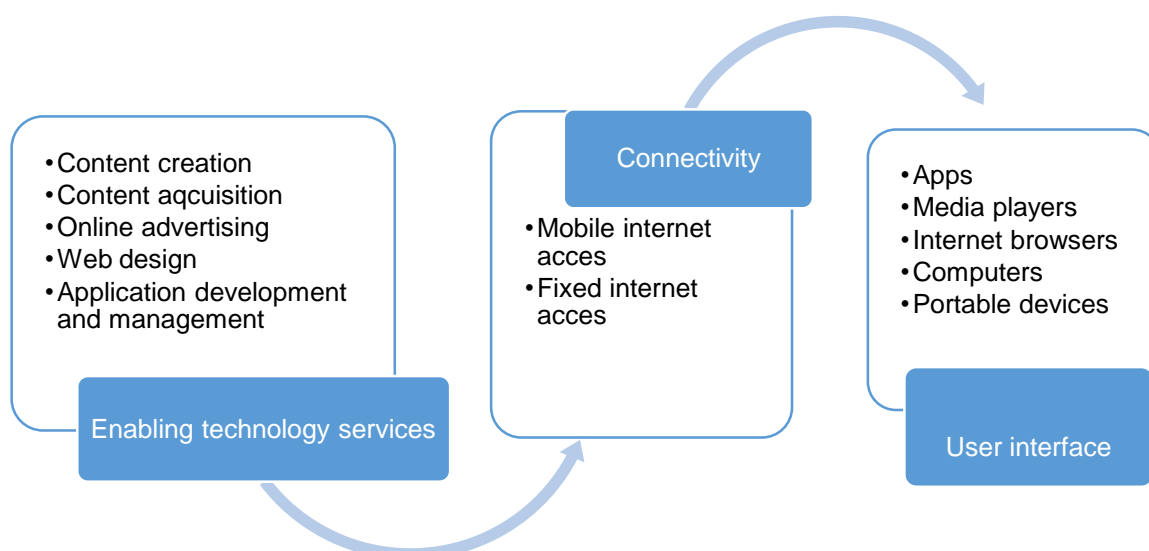 •Content creation
•Content aqcuisition
•Online advertising
•Web design
•Application development
and management
Enabling technology services
Connectivity
•Mobile internet
acces
•Fixed internet
acces
•Apps
•Media players
•Internet browsers
•Computers
•Portable devices
User interface